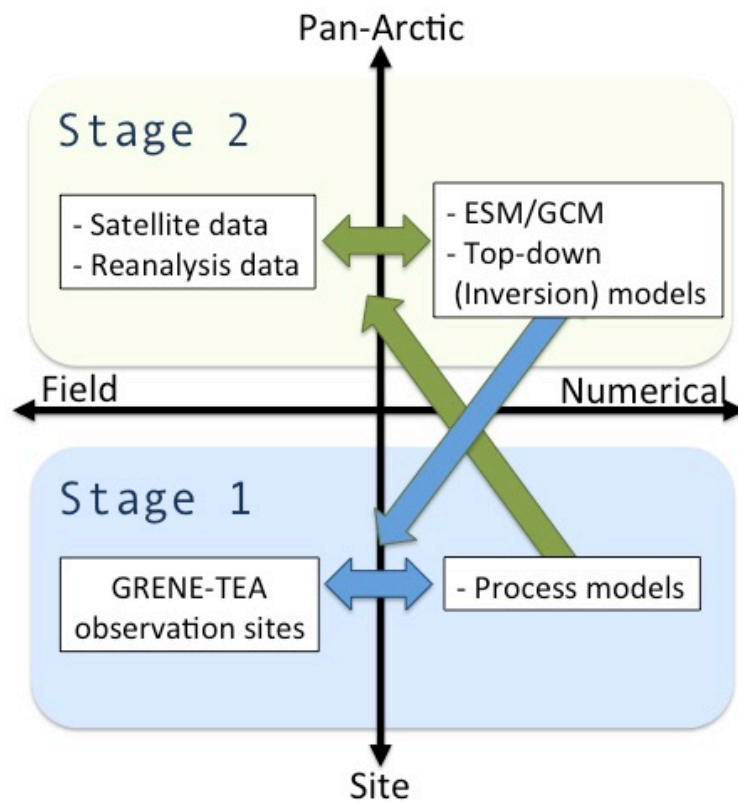 Pan-Arctic
Stage 2
- Satellite data
- Reanalysis data
- ESM/GCM
- Top-down
(Inversion) models
Field
Numerical
Stage 1
GRENE-TEA
observation sites
- Process models
Site